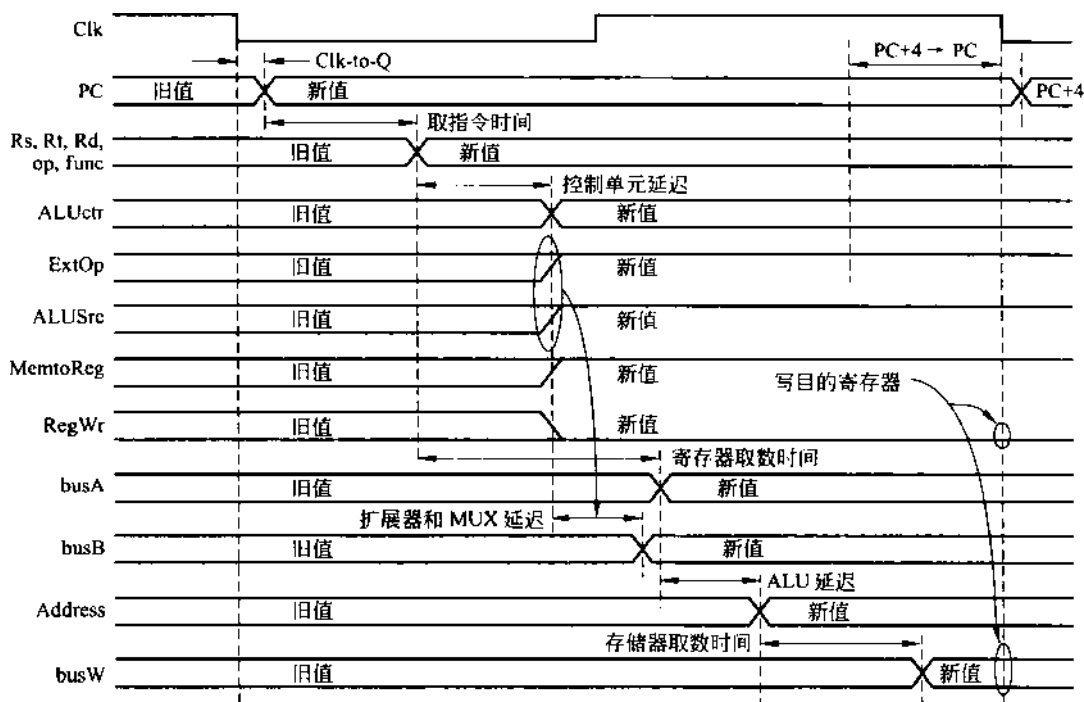 Clk
Clk-to-Q
PC+4 → PC
PC 旧值 新值 PC+4
取指令时间
Rs, Rt, Rd,
op, func
旧值 新值
控制单元延迟
ALUctr 旧值 新值
ExtOp 旧值 新值
ALUSrc 旧值 新值
MemtoReg 旧值 新值
写目的寄存器
RegWr 旧值 新值
寄存器取数时间
busA 旧值 新值
扩展器和 MUX 延迟
busB 旧值 新值
ALU 延迟
Address 旧值 新值
存储器取数时间
busW 旧值 新值